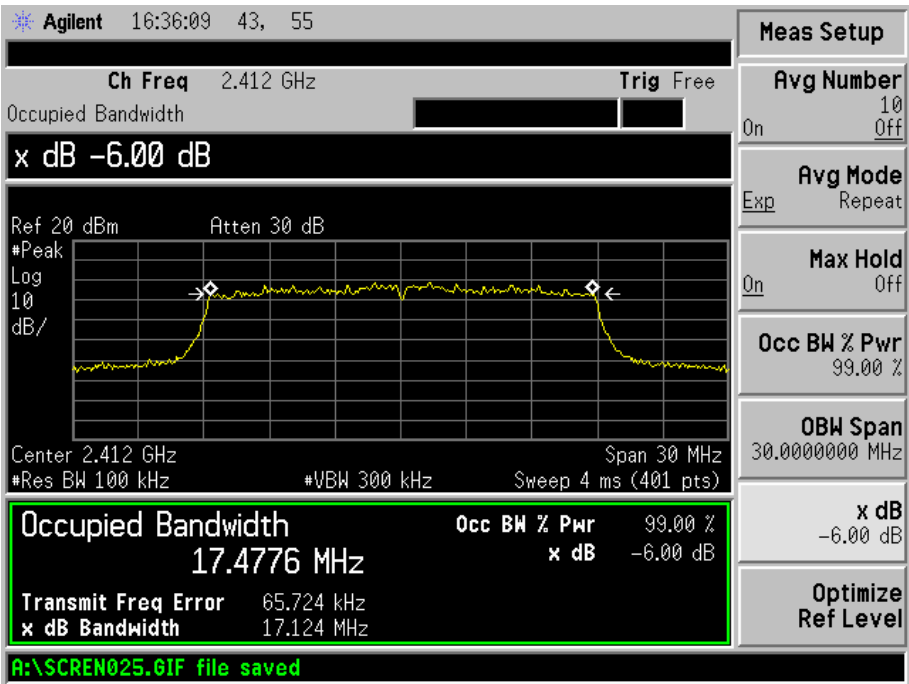 Agilent 16:36:09 43, 55
Ch Freq 2.412 GHz Trig Free
Occupied Bandwidth
x dB -6.00 dB
Ref 20 dBm Atten 30 dB
#Peak
Log
10
dB/
Center 2.412 GHz Span 30 MHz
#Res BW 100 kHz #VBW 300 kHz Sweep 4 ms (401 pts)
Occupied Bandwidth
17.4776 MHz
Occ BW % Pwr 99.00 %
x dB -6.00 dB
Transmit Freq Error 65.724 kHz
x dB Bandwidth 17.124 MHz
A:\SCREN025.GIF file saved
Meas Setup
Avg Number
10
On Off
Avg Mode
Exp Repeat
Max Hold
On Off
Occ BW % Pwr
99.00 %
OBW Span
30.0000000 MHz
x dB
-6.00 dB
Optimize
Ref Level